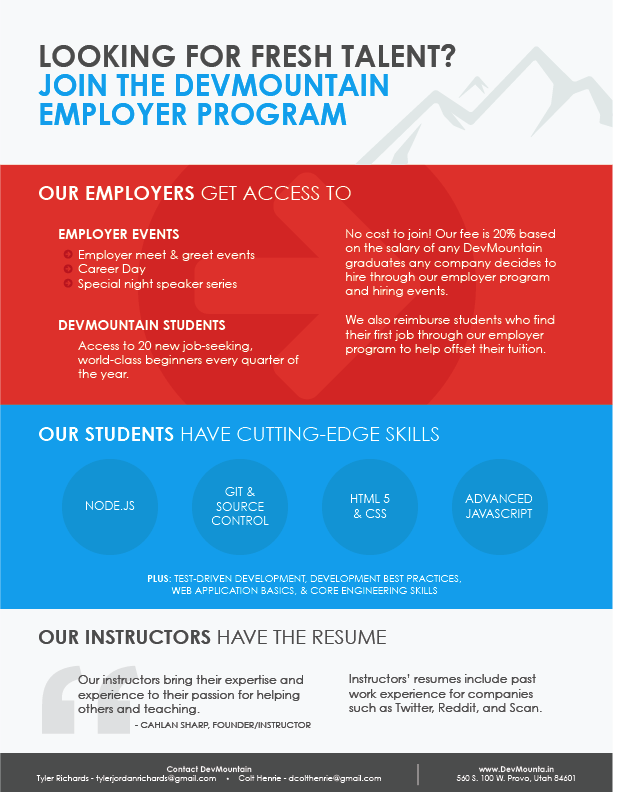 LOOKING FOR FRESH TALENT?
JOIN THE DEVMOUNTAIN
EMPLOYER PROGRAM
OUR EMPLOYERS GET ACCESS TO
EMPLOYER EVENTS
Employer meet & greet events
Career Day
Special night speaker series
DEVMOUNTAIN STUDENTS
Access to 20 new job-seeking,
world-class beginners every quarter of
the year.
No cost to join! Our fee is 20% based
on the salary of any DevMountain
graduates any company decides to
hire through our employer program
and hiring events.
We also reimburse students who find
their first job through our employer
program to help offset their tuition.
OUR STUDENTS HAVE CUTTING-EDGE SKILLS
NODE.JS
GIT &
SOURCE
CONTROL
HTML 5
& CSS
ADVANCED
JAVASCRIPT
PLUS: TEST-DRIVEN DEVELOPMENT, DEVELOPMENT BEST PRACTICES,
WEB APPLICATION BASICS, & CORE ENGINEERING SKILLS
OUR INSTRUCTORS HAVE THE RESUME
“
Our instructors bring their expertise and
experience to their passion for helping
others and teaching.
- CAHLAN SHARP, FOUNDER/INSTRUCTOR
Instructors' resumes include past
work experience for companies
such as Twitter, Reddit, and Scan.
Contact DevMountain
Tyler Richards - tylerjordanrichards@gmail.com • Colt Henrie - dcolthenrie@gmail.com
www.DevMounta.in
560 S. 100 W. Provo, Utah 84601